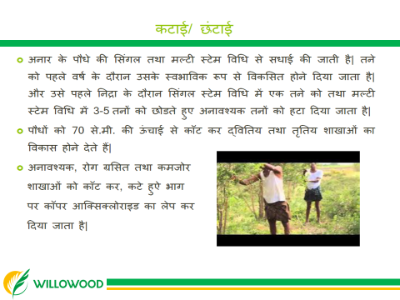 कटाई/ छंटाई
अनार के पौधे की सिंगल तथा मल्टी स्टेम विधि से सधाई की जाती है| तने
को पहले वर्ष के दौरान उसके स्वभाविक रूप से विकसित होने दिया जाता है|
और उसे पहले निद्रा के दौरान सिंगल स्टेम विधि में एक तने को तथा मल्टी
स्टेम विधि में 3-5 तनों को छोडते हुए अनावश्यक तनों को हटा दिया जाता है|
पौधों को 70 से.मी. की ऊंचाई से कॉट कर द्वितिय तथा तृतिय शाखाओं का
विकास होने देते हैं|
अनावश्यक, रोग ग्रसित तथा कमजोर
शाखाओं को कॉट कर, कटे हुऐ भाग
पर कॉपर आक्सिक्लोराइड का लेप कर
दिया जाता है|
WILLOWOOD